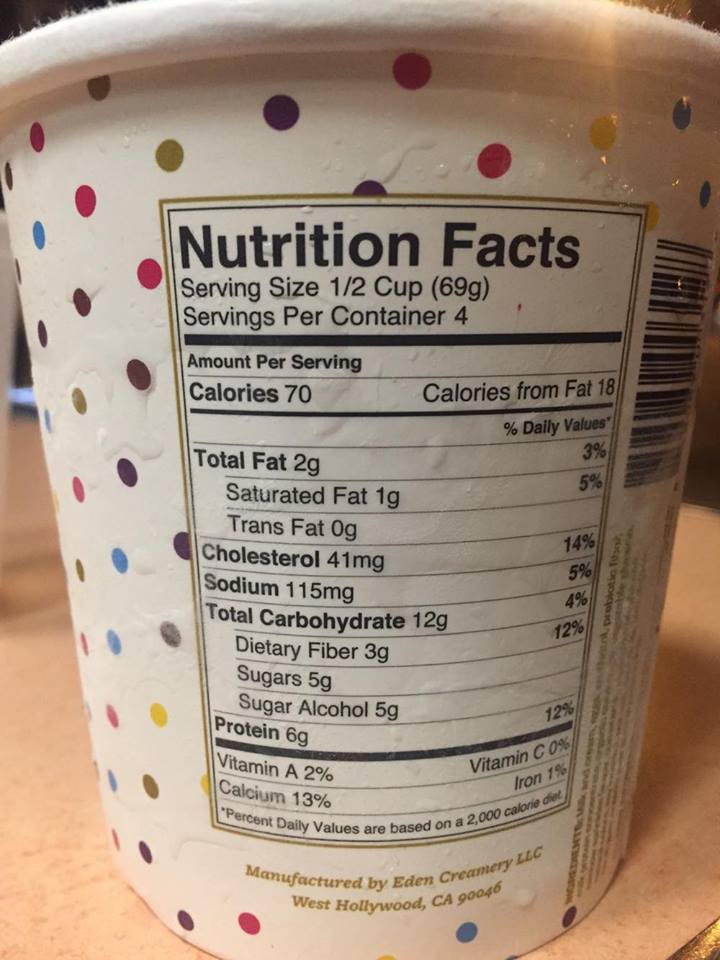 Nutrition Facts
Serving Size 1/2 Cup (69g)
Servings Per Container 4
Amount Per Serving
Calories 70 Calories from Fat 18
% Daily Values*
Total Fat 2g 3%
Saturated Fat 1g 5%
Trans Fat 0g
Cholesterol 41mg 14%
Sodium 115mg 5%
Total Carbohydrate 12g 4%
Dietary Fiber 3g 12%
Sugars 5g
Sugar Alcohol 5g
Protein 6g 12%
Vitamin A 2% Vitamin C 0%
Calcium 13% Iron 1%
*Percent Daily Values are based on a 2,000 calorie diet.
Manufactured by Eden Creamery LLC
West Hollywood, CA 90046
INGREDIENTS: